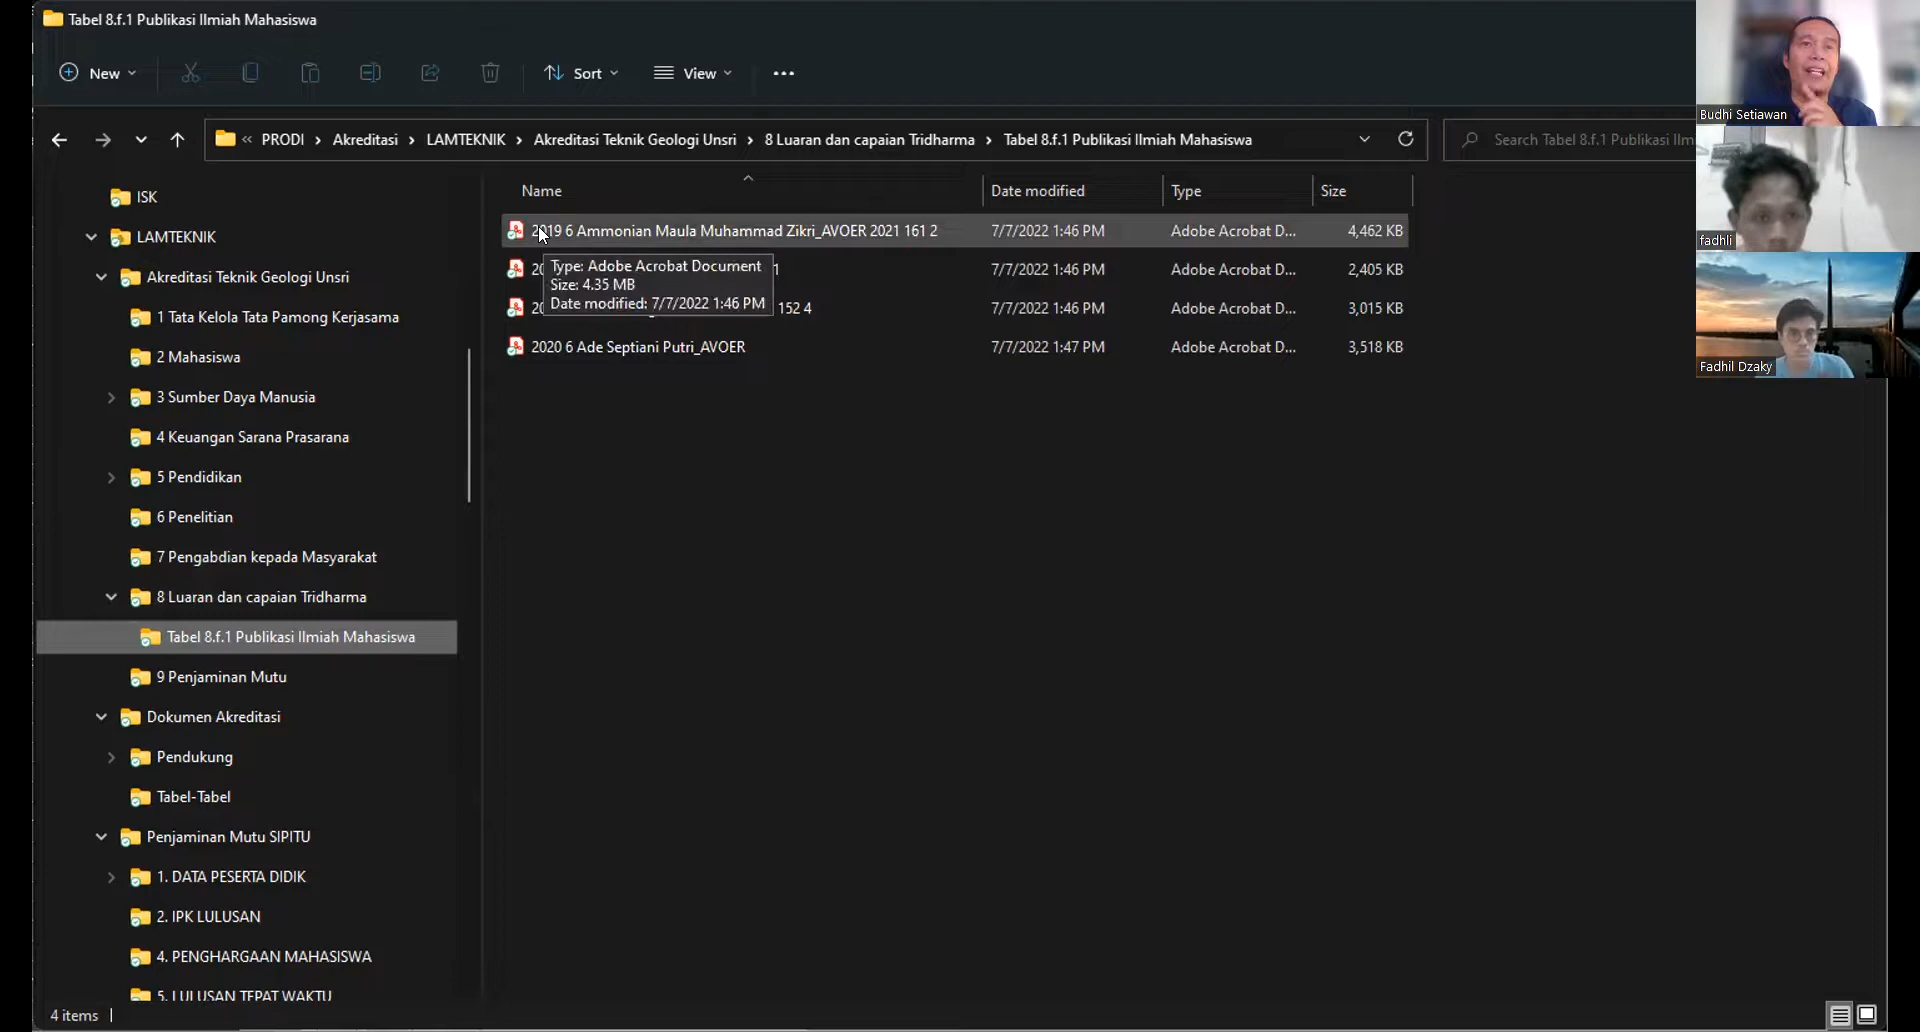 Tabel 8.f.1 Publikasi Ilmiah Mahasiswa
New
Sort
View
« PRODI > Akreditasi > LAMTEKNIK > Akreditasi Teknik Geologi Unsri > 8 Luaran dan capaian Tridharma > Tabel 8.f.1 Publikasi Ilmiah Mahasiswa
Search Tabel 8.f.1 Publikasi Ilm
ISK
LAMTEKNIK
Akreditasi Teknik Geologi Unsri
1 Tata Kelola Tata Pamong Kerjasama
2 Mahasiswa
3 Sumber Daya Manusia
4 Keuangan Sarana Prasarana
5 Pendidikan
6 Penelitian
7 Pengabdian kepada Masyarakat
8 Luaran dan capaian Tridharma
Tabel 8.f.1 Publikasi Ilmiah Mahasiswa
9 Penjaminan Mutu
Dokumen Akreditasi
Pendukung
Tabel-Tabel
Penjaminan Mutu SIPITU
1. DATA PESERTA DIDIK
2. IPK LULUSAN
4. PENGHARGAAN MAHASISWA
5. LULUSAN TEPAT WAKTU
Name Date modified Type Size
2019 6 Ammonian Maula Muhammad Zikri_AVOER 2021 161 2 7/7/2022 1:46 PM Adobe Acrobat D... 4,462 KB
20 1 7/7/2022 1:46 PM Adobe Acrobat D... 2,405 KB
20 152 4 7/7/2022 1:46 PM Adobe Acrobat D... 3,015 KB
2020 6 Ade Septiani Putri_AVOER 7/7/2022 1:47 PM Adobe Acrobat D... 3,518 KB
Type: Adobe Acrobat Document
Size: 4.35 MB
Date modified: 7/7/2022 1:46 PM
4 items
Budhi Setiawan
fadhli
Fadhil Dzaky